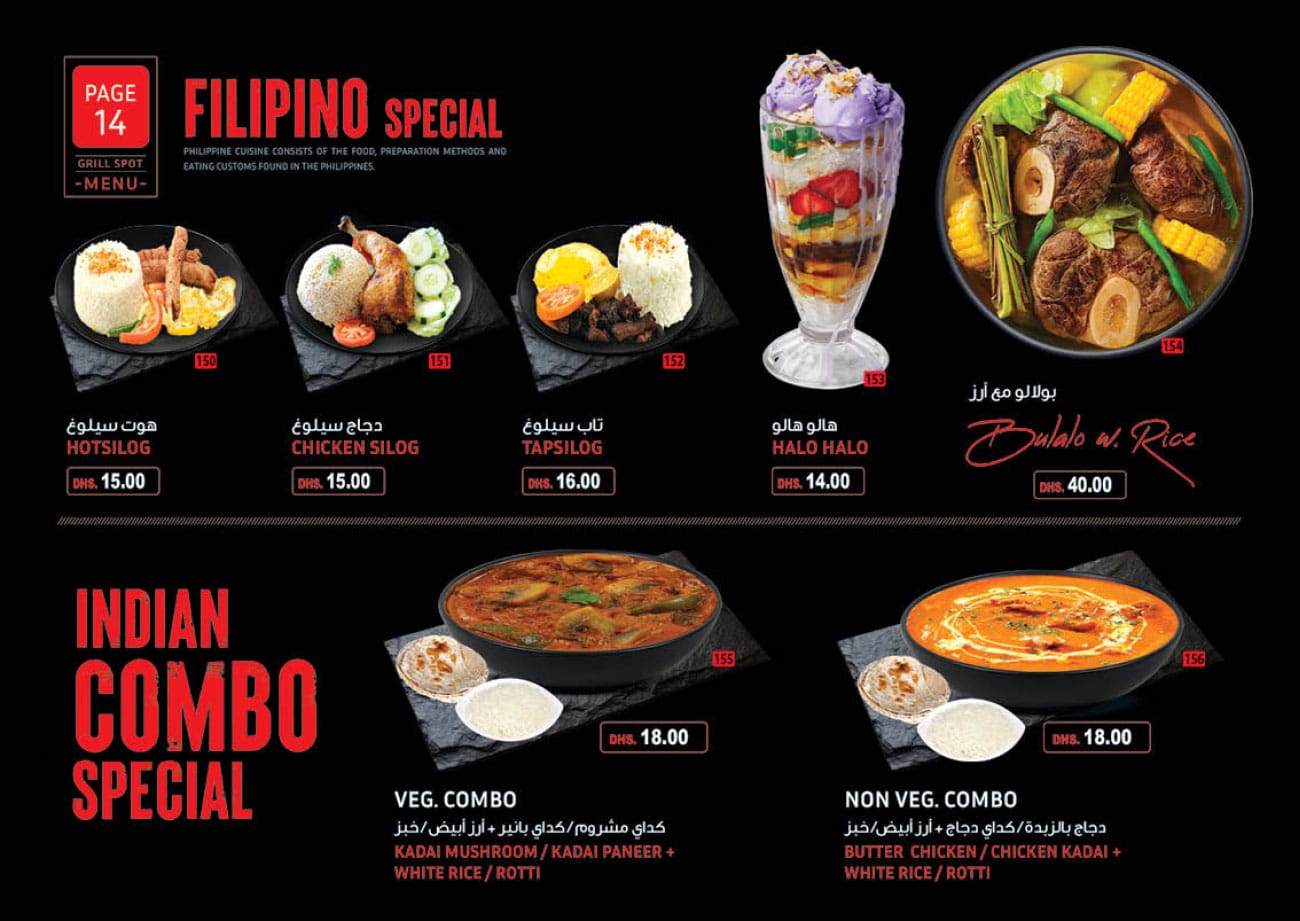 PAGE
14
GRILL SPOT
-MENU-
FILIPINO SPECIAL
PHILIPPINE CUISINE CONSISTS OF THE FOOD, PREPARATION METHODS AND
EATING CUSTOMS FOUND IN THE PHILIPPINES.
150
هوت سيلوغ
HOTSILOG
DHS. 15.00
151
دجاج سيلوغ
CHICKEN SILOG
DHS. 15.00
152
تاب سيلوغ
TAPSILOG
DHS. 16.00
153
هالو هالو
HALO HALO
DHS. 14.00
154
بولالو مع أرز
Bulalo w. Rice
DHS. 40.00
INDIAN
COMBO
SPECIAL
155
DHS. 18.00
VEG. COMBO
كداي مشروم/كداي بانير + أرز أبيض/خبز
KADAI MUSHROOM / KADAI PANEER +
WHITE RICE / ROTTI
156
DHS. 18.00
NON VEG. COMBO
دجاج بالزبدة/كداي دجاج + أرز أبيض/خبز
BUTTER CHICKEN / CHICKEN KADAI +
WHITE RICE / ROTTI